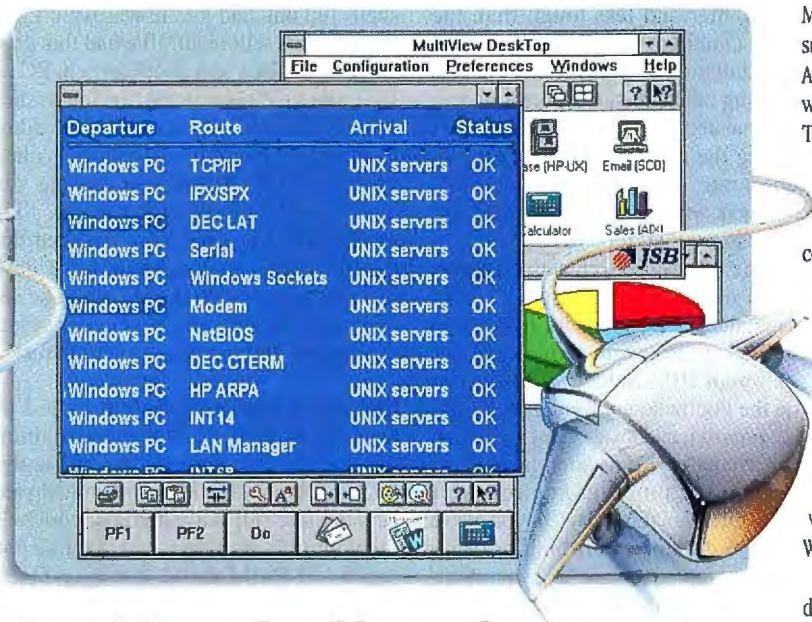 MultiView DeskTop
File Configuration Preferences Windows Help
Departure Route Arrival Status
Windows PC TCP/IP UNIX servers OK
Windows PC IPX/SPX UNIX servers OK
Windows PC DEC LAT UNIX servers OK
Windows PC Serial UNIX servers OK
Windows PC Windows Sockets UNIX servers OK
Windows PC Modem UNIX servers OK
Windows PC NetBIOS UNIX servers OK
Windows PC DEC CTERM UNIX servers OK
Windows PC HP ARPA UNIX servers OK
Windows PC INT14 UNIX servers OK
Windows PC LAN Manager UNIX servers OK
(HP-UX) Email (SCO)
Calculator Sales (AIX)
JSB
PF1 PF2 Do